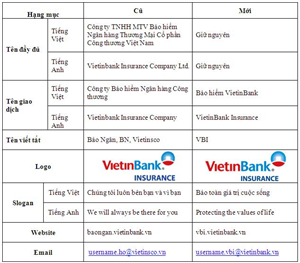 Hạng mục
Cũ
Mới
Tên đầy đủ
Tiếng
Việt
Công ty TNHH MTV Bảo hiểm
Ngân hàng Thương Mại Cổ phần
Công thương Việt Nam
Giữ nguyên
Tiếng
Anh
Vietinbank Insurance Company Ltd.
Giữ nguyên
Tên giao
dịch
Tiếng
Việt
Công ty Bảo hiểm Ngân hàng Công
thương
Bảo hiểm VietinBank
Tiếng
Anh
Vietinbank Insurance Company
VietinBank Insurance
Tên viết tắt
Bảo Ngân, BN, Vietinsco
VBI
Logo
VietinBank
INSURANCE
VietinBank
INSURANCE
Slogan
Tiếng Việt
Chúng tôi luôn bên bạn và vì bạn
Bảo toàn giá trị cuộc sống
Tiếng Anh
We will always be there for you
Protecting the values of life
Website
baongan.vietinbank.vn
vbi.vietinbank.vn
Email
username.ho@vietinsco.vn
username.vbi@vietinbank.vn